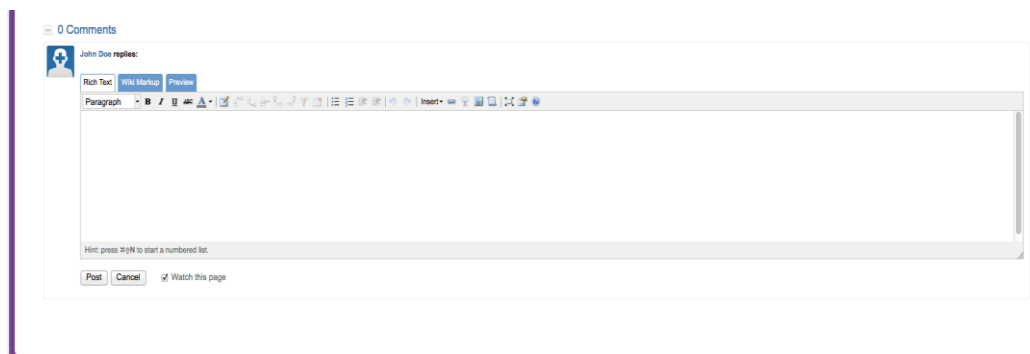 0 Comments
John Doe replies:
Rich Text Wiki Markup Preview
Paragraph B I U ABC A Insert
Hint: press ⌘⇧N to start a numbered list.
Post Cancel Watch this page